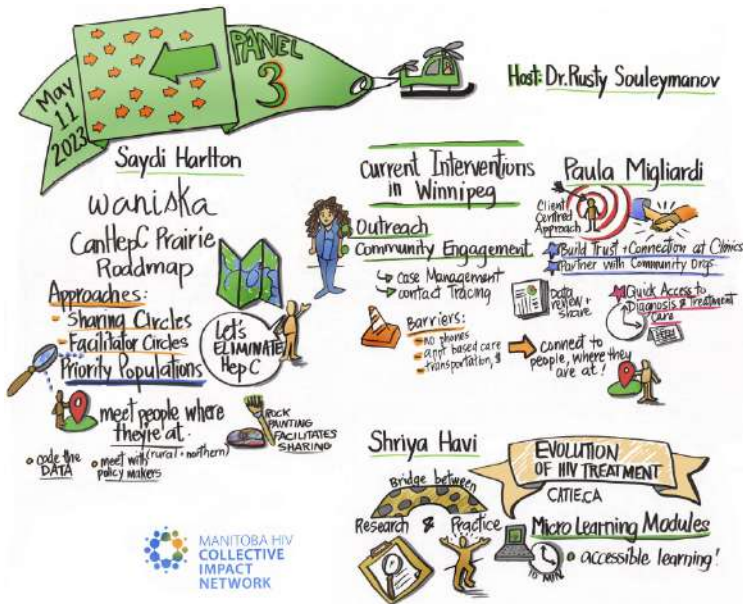 May
11
2023
PANEL
3
Host: Dr. Rusty Souleymanov
Saydi Harlton
waniska
CanHepC Prairie
Roadmap
Approaches:
- Sharing Circles
- Facilitator Circles
Priority Populations
Let's
ELIMINATE
Hep C
meet people where
they're at.
(rural + northern)
code the
DATA
meet with
policy makers
ROCK
PAINTING
FACILITATES
SHARING
Current Interventions
in Winnipeg
Outreach
Community Engagement
case Management
contact Tracing
Barriers:
- no phones
- appt based care
- transportation, $
connect to
people, where they
are at!
Paula Migliardi
Client
Centred
Approach
Build Trust + Connection at Clinics
Partner with Community Orgs
Data
review +
share
Quick Access to
Diagnosis & Treatment
Care
Shriya Havi
Bridge between
Research & Practice
EVOLUTION
OF HIV TREATMENT
CATIE.CA
Micro Learning Modules
accessible learning!
10 MIN
MANITOBA HIV
COLLECTIVE
IMPACT
NETWORK